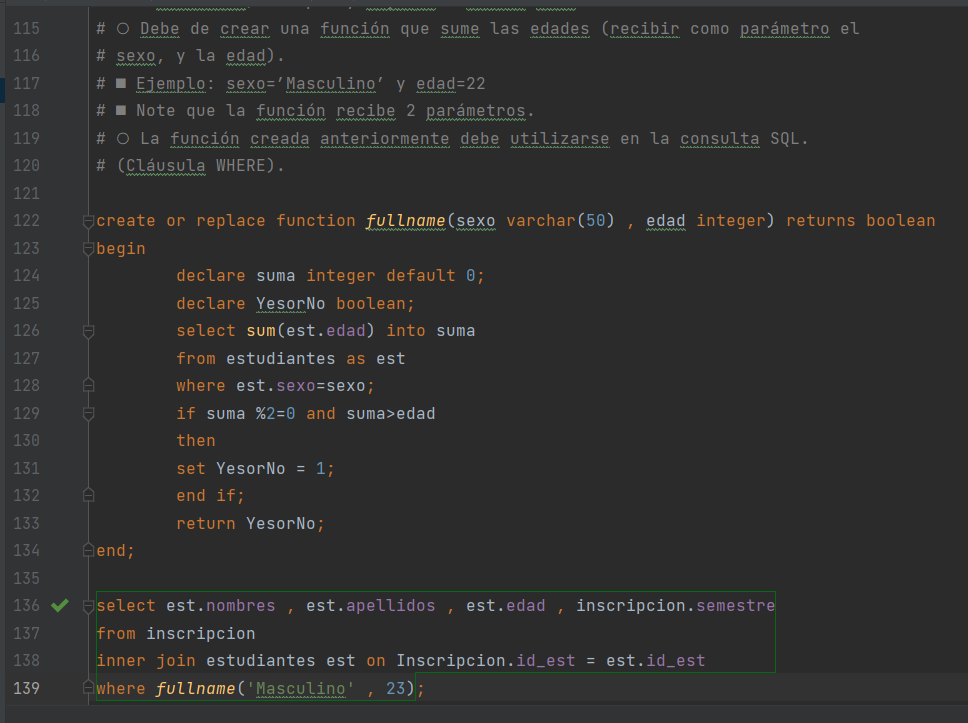 115 # ○ Debe de crear una función que sume las edades (recibir como parámetro el
116 # sexo, y la edad).
117 # ■ Ejemplo: sexo=’Masculino’ y edad=22
118 # ■ Note que la función recibe 2 parámetros.
119 # ○ La función creada anteriormente debe utilizarse en la consulta SQL.
120 # (Cláusula WHERE).
121
122 create or replace function fullname(sexo varchar(50) , edad integer) returns boolean
123 begin
124 declare suma integer default 0;
125 declare YesorNo boolean;
126 select sum(est.edad) into suma
127 from estudiantes as est
128 where est.sexo=sexo;
129 if suma %2=0 and suma>edad
130 then
131 set YesorNo = 1;
132 end if;
133 return YesorNo;
134 end;
135
136 select est.nombres , est.apellidos , est.edad , inscripcion.semestre
137 from inscripcion
138 inner join estudiantes est on Inscripcion.id_est = est.id_est
139 where fullname('Masculino' , 23);